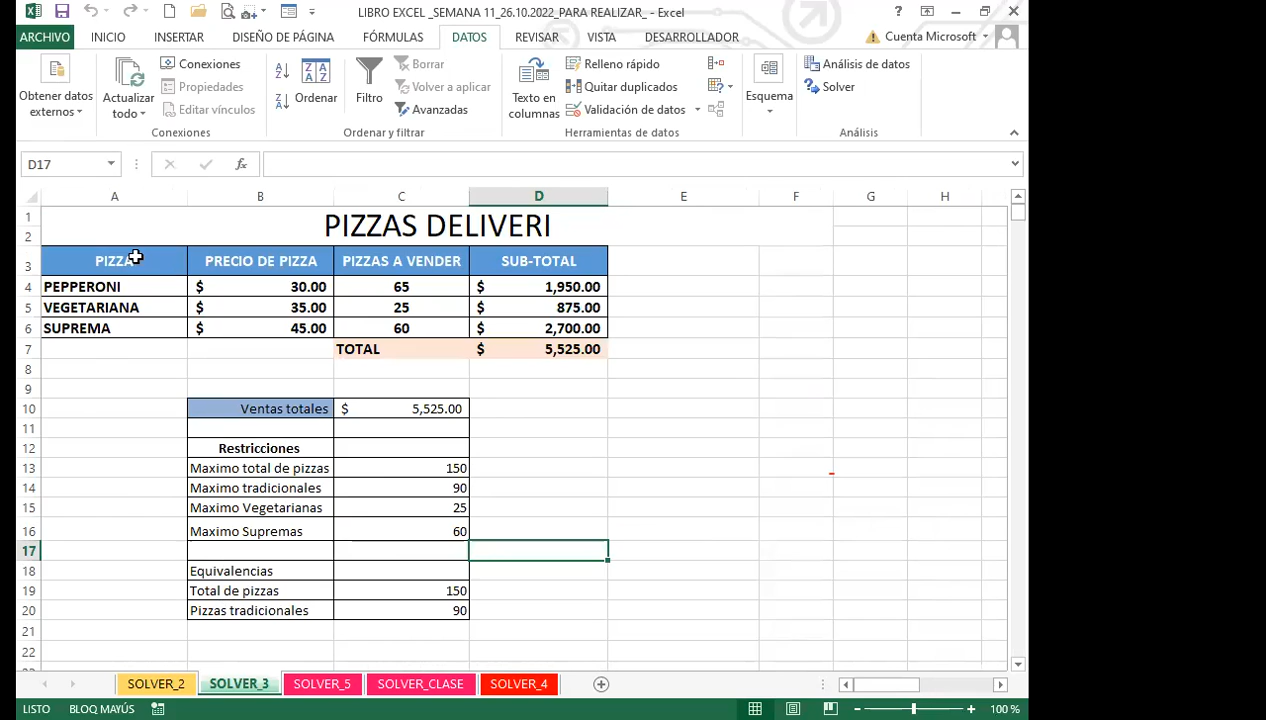 LIBRO EXCEL _SEMANA 11_26.10.2022_PARA REALIZAR_ - Excel
ARCHIVO INICIO INSERTAR DISEÑO DE PÁGINA FÓRMULAS DATOS REVISAR VISTA DESARROLLADOR Cuenta Microsoft
Obtener datos externos
Actualizar todo
Conexiones
Propiedades
Editar vínculos
Conexiones
Ordenar
Filtro
Borrar
Volver a aplicar
Avanzadas
Ordenar y filtrar
Texto en columnas
Relleno rápido
Quitar duplicados
Validación de datos
Herramientas de datos
Esquema
Análisis de datos
Solver
Análisis
D17 fx
A B C D E F G H
1 PIZZAS DELIVERI
2
3 PIZZA PRECIO DE PIZZA PIZZAS A VENDER SUB-TOTAL
4 PEPPERONI $ 30.00 65 $ 1,950.00
5 VEGETARIANA $ 35.00 25 $ 875.00
6 SUPREMA $ 45.00 60 $ 2,700.00
7 TOTAL $ 5,525.00
8
9
10 Ventas totales $ 5,525.00
11
12 Restricciones
13 Maximo total de pizzas 150
14 Maximo tradicionales 90
15 Maximo Vegetarianas 25
16 Maximo Supremas 60
17
18 Equivalencias
19 Total de pizzas 150
20 Pizzas tradicionales 90
21
22
SOLVER_2 SOLVER_3 SOLVER_5 SOLVER_CLASE SOLVER_4
LISTO BLOQ MAYÚS 100 %